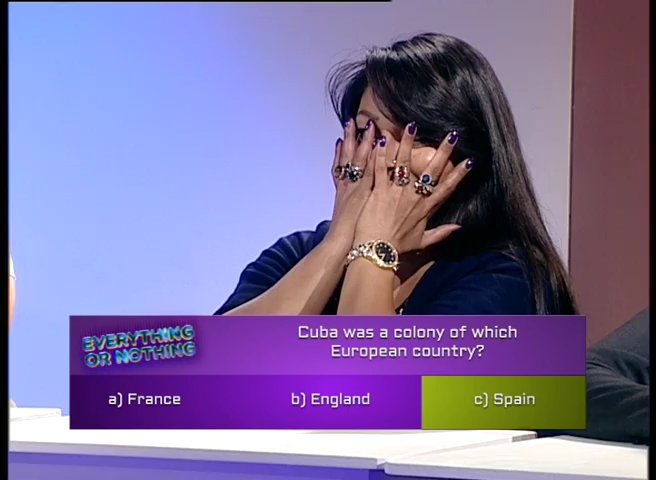 EVERYTHING
OR NOTHING
Cuba was a colony of which
European country?
a) France
b) England
c) Spain